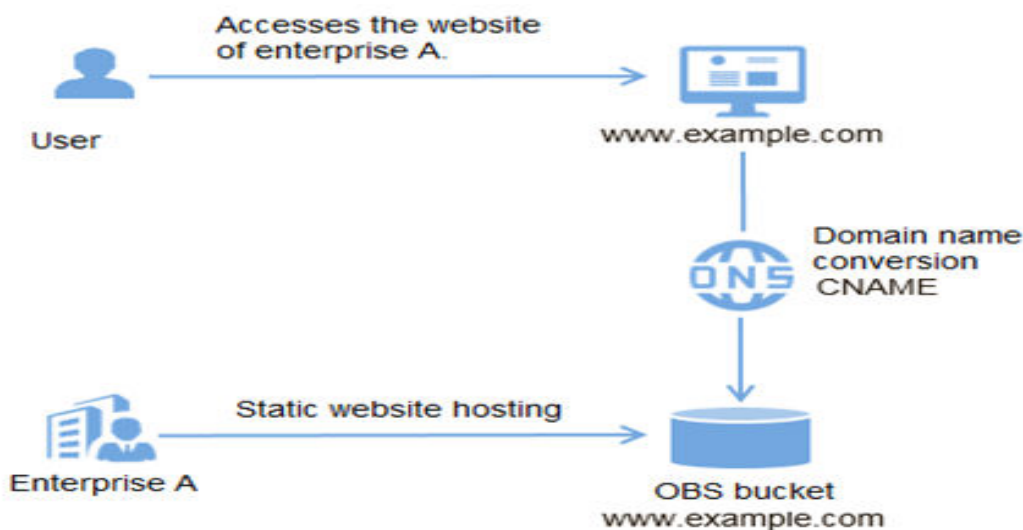 Accesses the website
of enterprise A.
User
www.example.com
Domain name
conversion
CNAME
DNS
Static website hosting
Enterprise A
OBS bucket
www.example.com